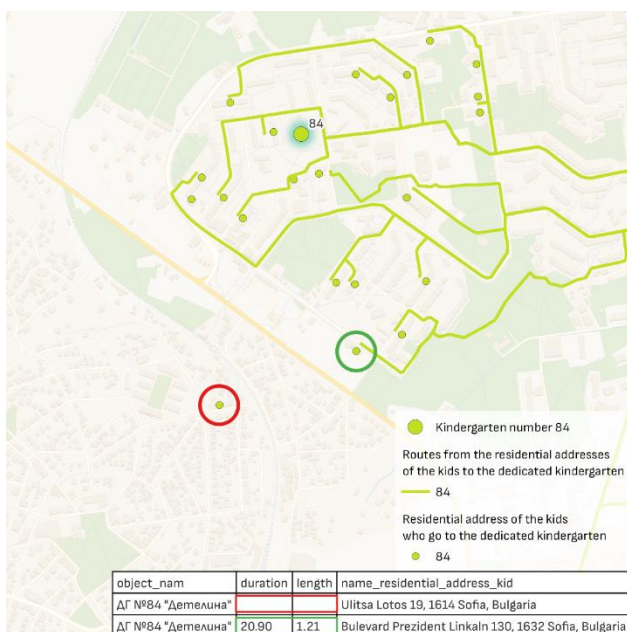 84
Kindergarten number 84
Routes from the residential addresses
of the kids to the dedicated kindergarten
84
Residential address of the kids
who go to the dedicated kindergarten
84
object_nam duration length name_residential_address_kid
ДГ №84 "Детелина" Ulitsa Lotos 19, 1614 Sofia, Bulgaria
ДГ №84 "Детелина" 20.90 1.21 Bulevard Prezident Linkaln 130, 1632 Sofia, Bulgaria